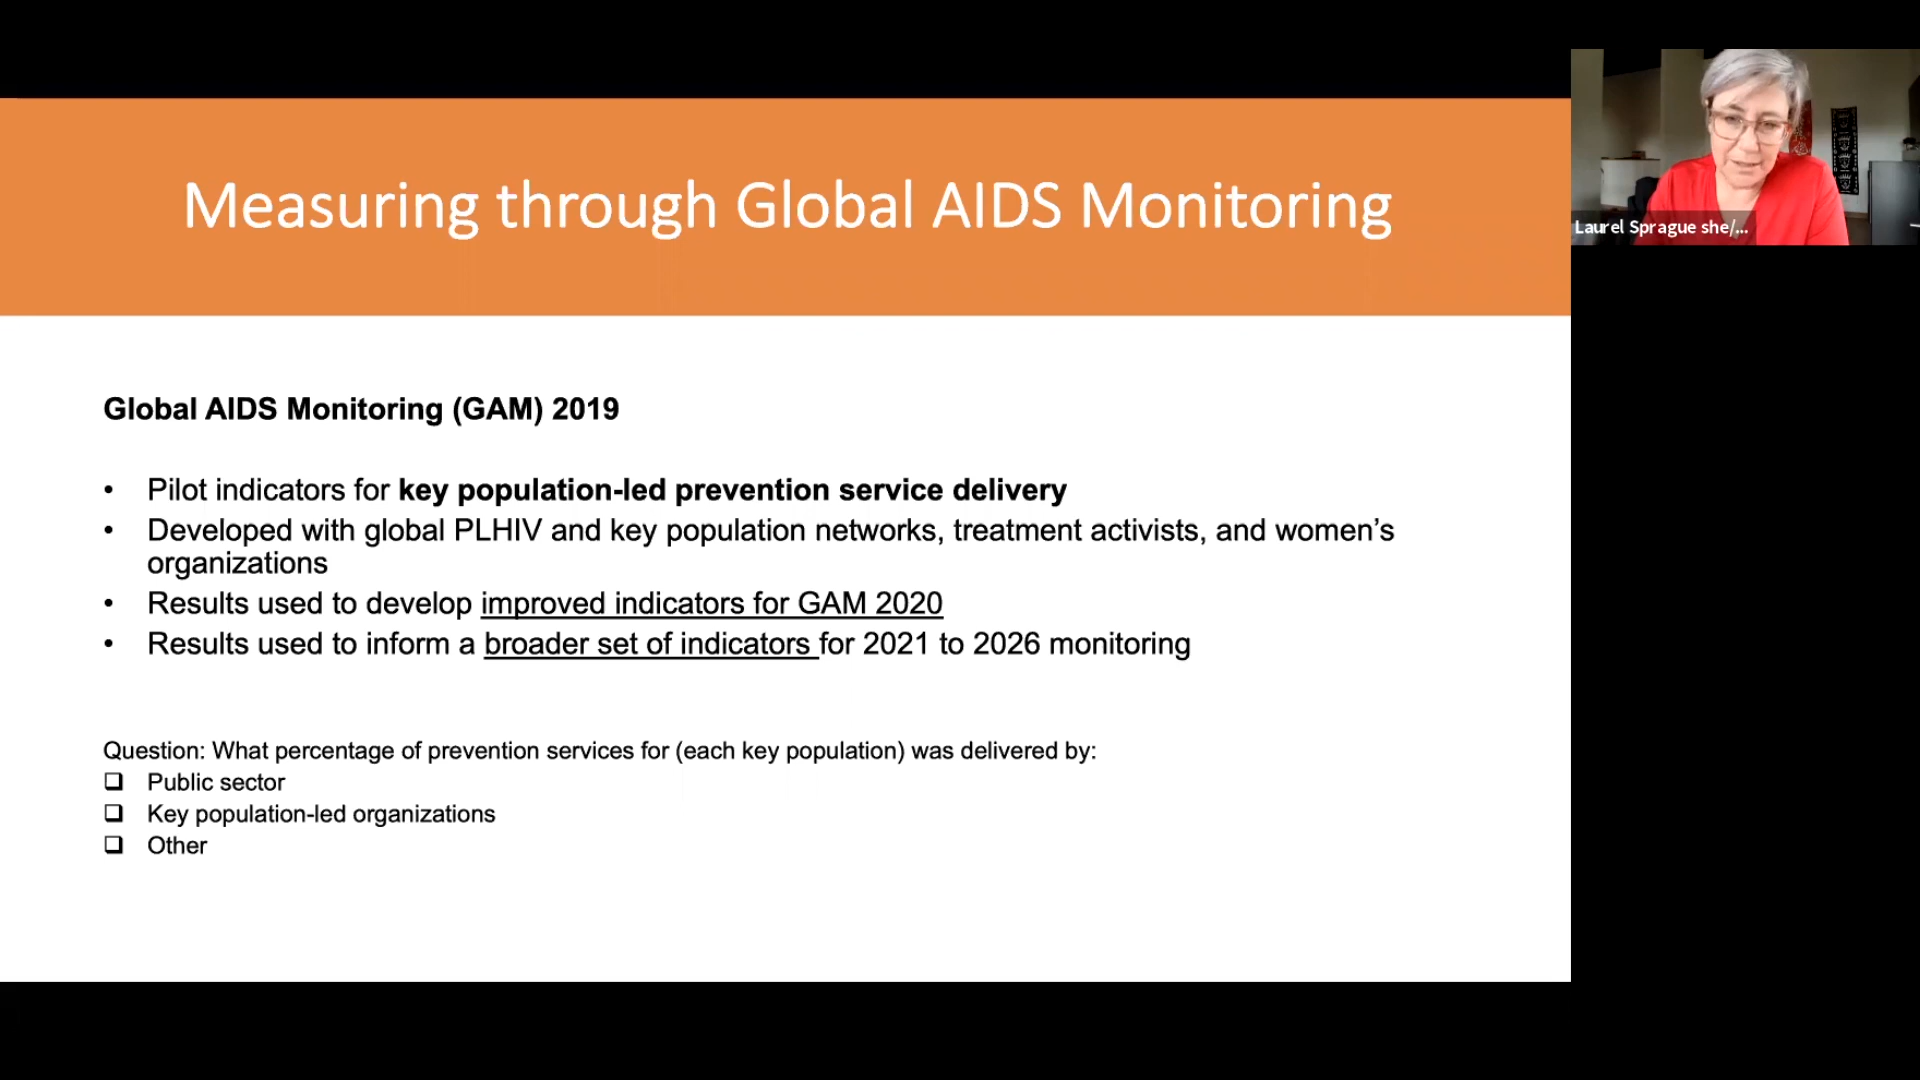 Measuring through Global AIDS Monitoring
Laurel Sprague she/...
Global AIDS Monitoring (GAM) 2019
• Pilot indicators for key population-led prevention service delivery
• Developed with global PLHIV and key population networks, treatment activists, and women’s
organizations
• Results used to develop improved indicators for GAM 2020
• Results used to inform a broader set of indicators for 2021 to 2026 monitoring
Question: What percentage of prevention services for (each key population) was delivered by:
❑ Public sector
❑ Key population-led organizations
❑ Other